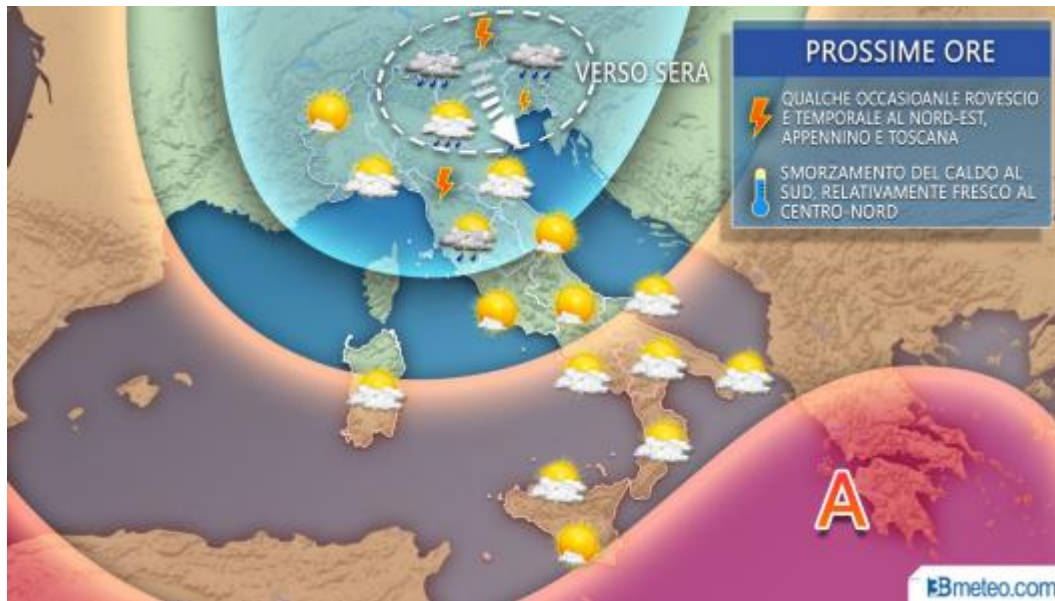 PROSSIME ORE
VERSO SERA
QUALCHE OCCASIOANLE ROVESCIO
E TEMPORALE AL NORD-EST,
APPENNINO E TOSCANA
SMORZAMENTO DEL CALDO AL
SUD, RELATIVAMENTE FRESCO AL
CENTRO-NORD
A
3Bmeteo.com